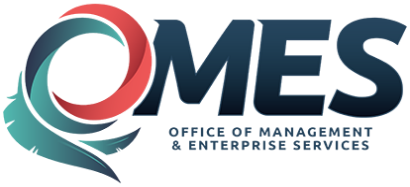 OMES
OFFICE OF MANAGEMENT
& ENTERPRISE SERVICES